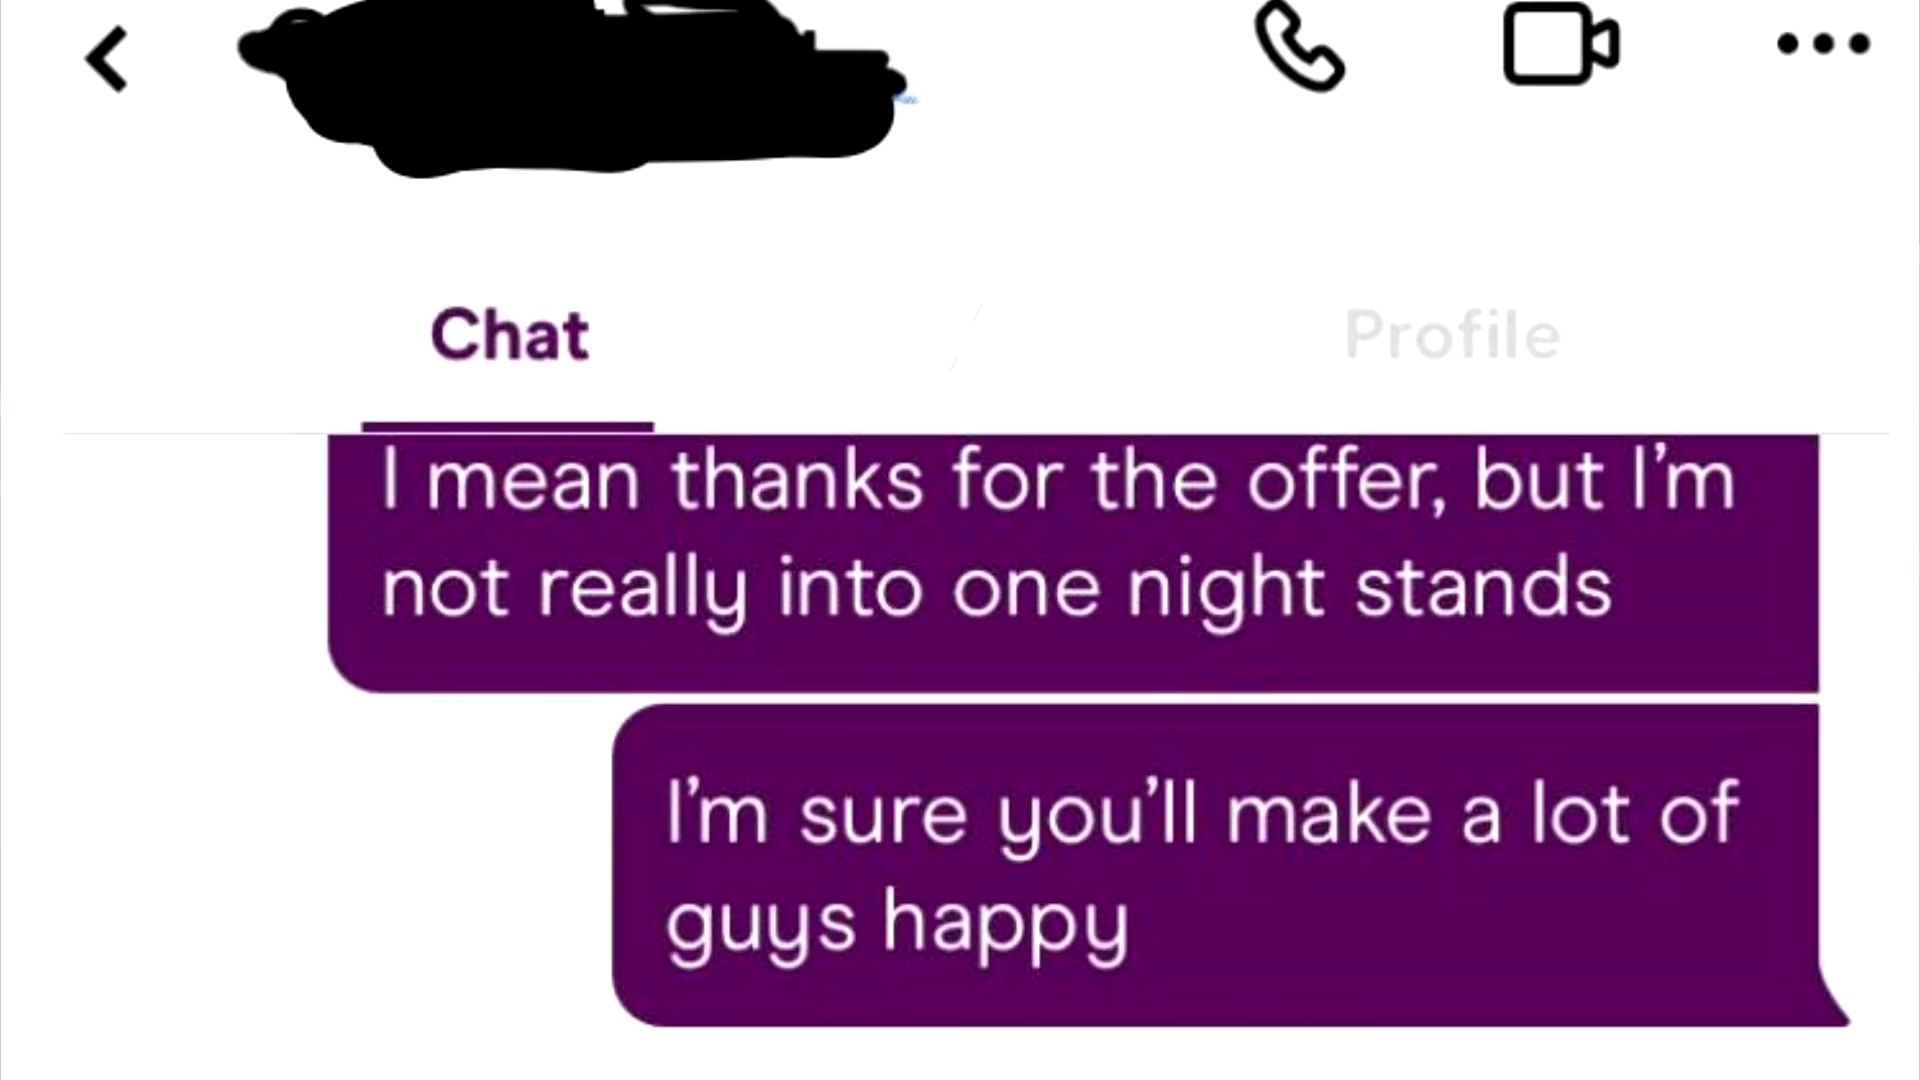 Chat
Profile
I mean thanks for the offer, but I’m
not really into one night stands
I’m sure you’ll make a lot of
guys happy